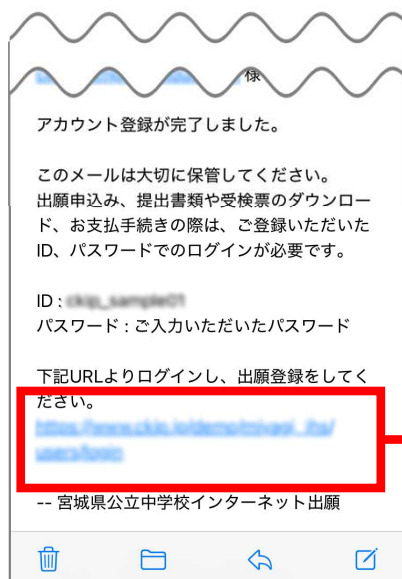 様
アカウント登録が完了しました。
このメールは大切に保管してください。
出願申込み、提出書類や受検票のダウンロー
ド、お支払手続きの際は、ご登録いただいた
ID、パスワードでのログインが必要です。
ID :
パスワード : ご入力いただいたパスワード
下記URLよりログインし、出願登録をしてく
ださい。
-- 宮城県公立中学校インターネット出願